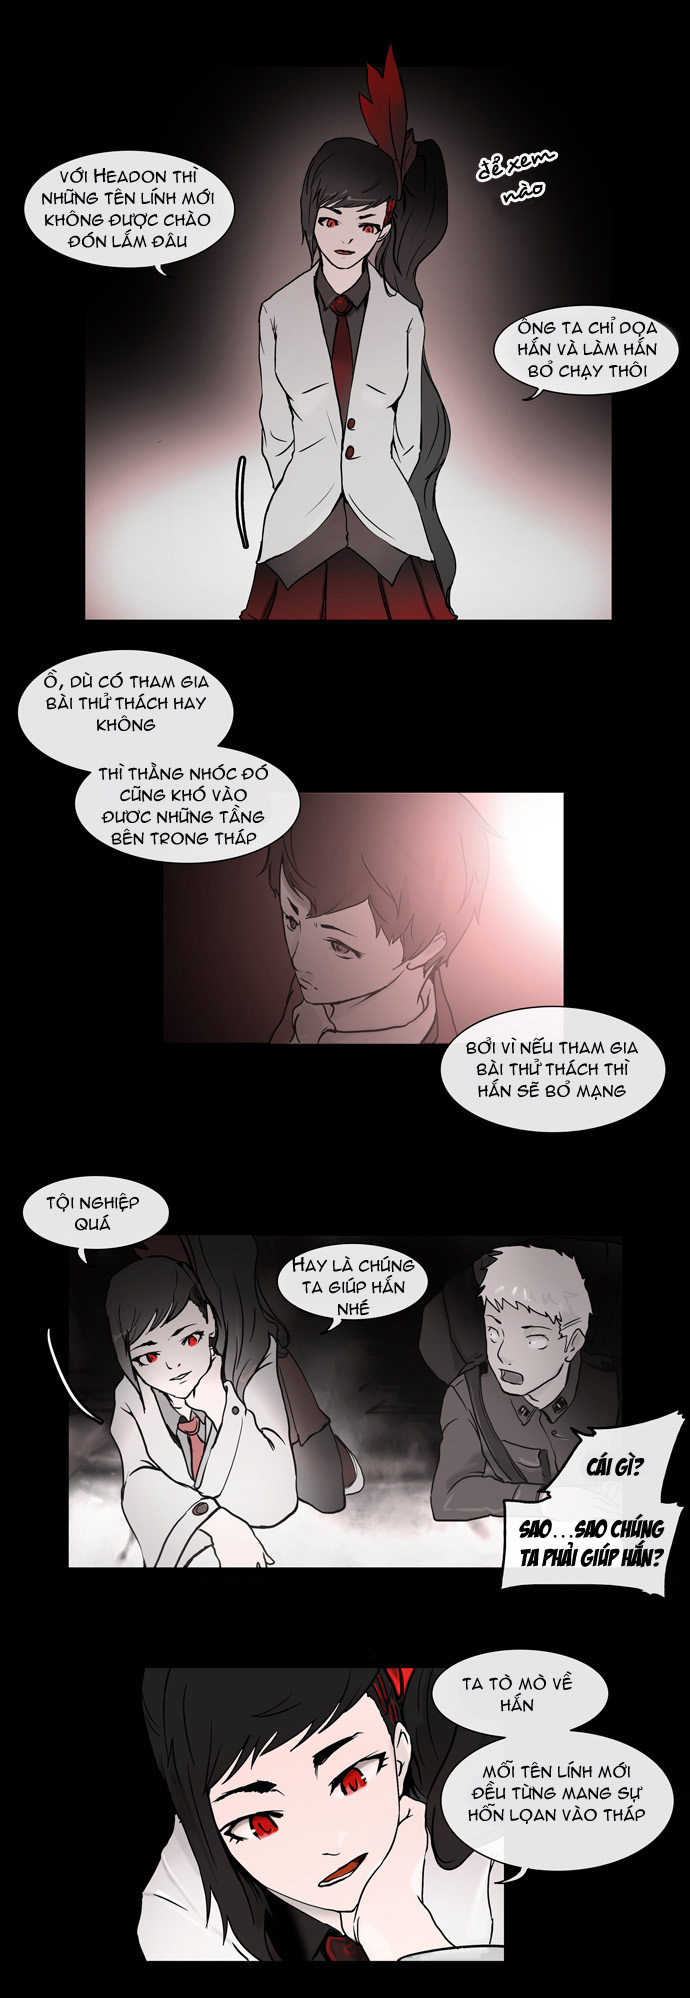 VỚI HEADON THÌ
NHỮNG TÊN LÍNH MỚI
KHÔNG ĐƯỢC CHÀO
ĐÓN LẮM ĐÂU
để xem
nào
ÔNG TA CHỈ DỌA
HẮN VÀ LÀM HẮN
BỎ CHẠY THÔI
Ồ, DÙ CÓ THAM GIA
BÀI THỬ THÁCH HAY
KHÔNG
THÌ THẰNG NHÓC ĐÓ
CŨNG KHÓ VÀO
ĐƯƠC NHỮNG TẦNG
BÊN TRONG THÁP
BỞI VÌ NẾU THAM GIA
BÀI THỬ THÁCH THÌ
HẮN SẼ BỎ MẠNG
TỘI NGHIỆP
QUÁ
HAY LÀ CHÚNG
TA GIÚP HẮN
NHÉ
CÁI GÌ?
SAO...SAO CHÚNG
TA PHẢI GIÚP HẮN?
TA TÒ MÒ VỀ
HẮN
MỖI TÊN LÍNH MỚI
ĐỀU TỪNG MANG SỰ
HỖN LỌAN VÀO THÁP